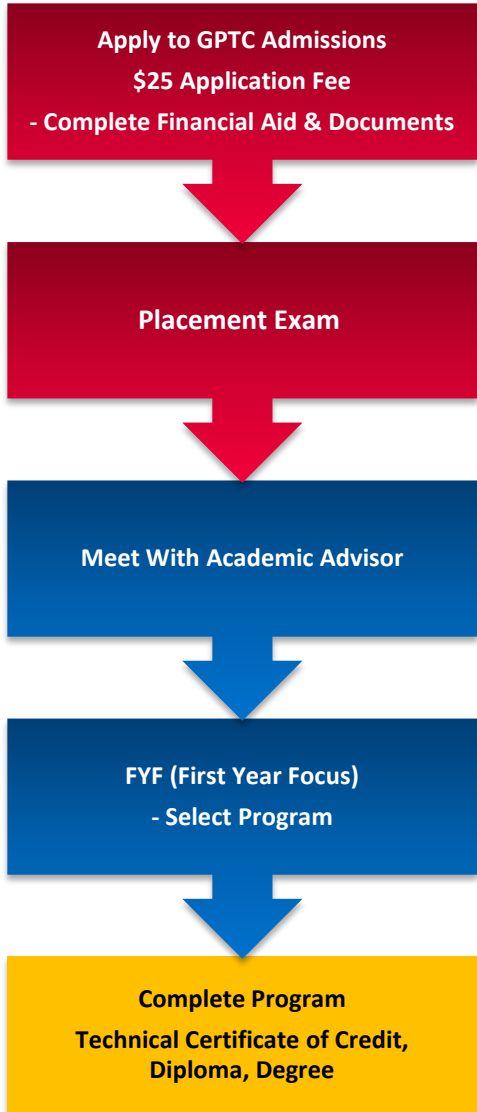 Apply to GPTC Admissions
$25 Application Fee
- Complete Financial Aid & Documents
Placement Exam
Meet With Academic Advisor
FYF (First Year Focus)
- Select Program
Complete Program
Technical Certificate of Credit,
Diploma, Degree